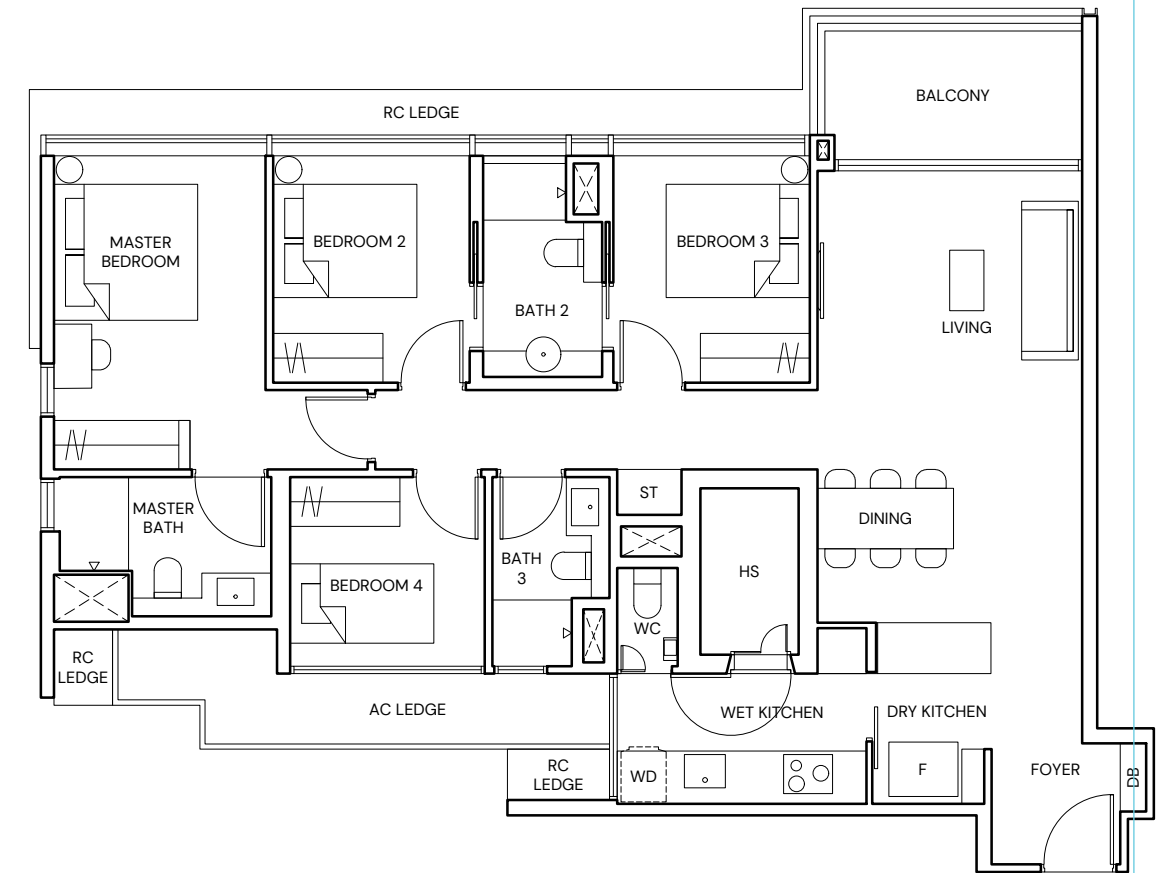 BALCONY
RC LEDGE
MASTER
BEDROOM
BEDROOM 2
BEDROOM 3
BATH 2
LIVING
ST
MASTER
BATH
DINING
BATH
3
HS
BEDROOM 4
WC
RC
LEDGE
AC LEDGE
WET KITCHEN
DRY KITCHEN
RC
LEDGE
WD
F
FOYER
DB